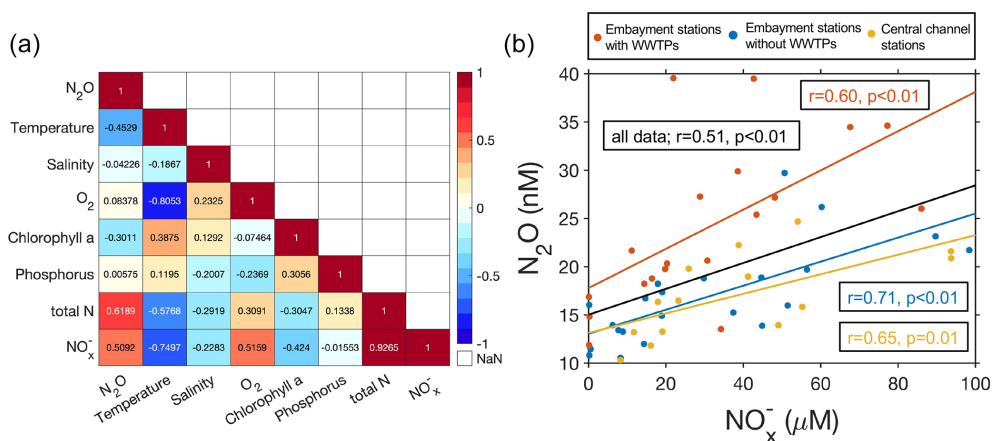 (a)
N₂O
Temperature
Salinity
O₂
Chlorophyll a
Phosphorus
total N
NOₓ⁻
1
-0.4529 1
-0.04226 -0.1867 1
0.08378 -0.8053 0.2325 1
-0.3011 0.3875 0.1292 -0.07464 1
0.00575 0.1195 -0.2007 -0.2369 0.3056 1
0.6189 -0.5768 -0.2919 0.3091 -0.3047 0.1338 1
0.5092 -0.7497 -0.2283 0.5159 -0.424 -0.01553 0.9265 1
N₂O Temperature Salinity O₂ Chlorophyll a Phosphorus total N NOₓ⁻
1
0.5
0
-0.5
-1
NaN
(b)
Embayment stations with WWTPs
Embayment stations without WWTPs
Central channel stations
r=0.60, p<0.01
all data; r=0.51, p<0.01
r=0.71, p<0.01
r=0.65, p=0.01
N₂O (nM)
40
35
30
25
20
15
10
0 20 40 60 80 100
NOₓ⁻ (μM)